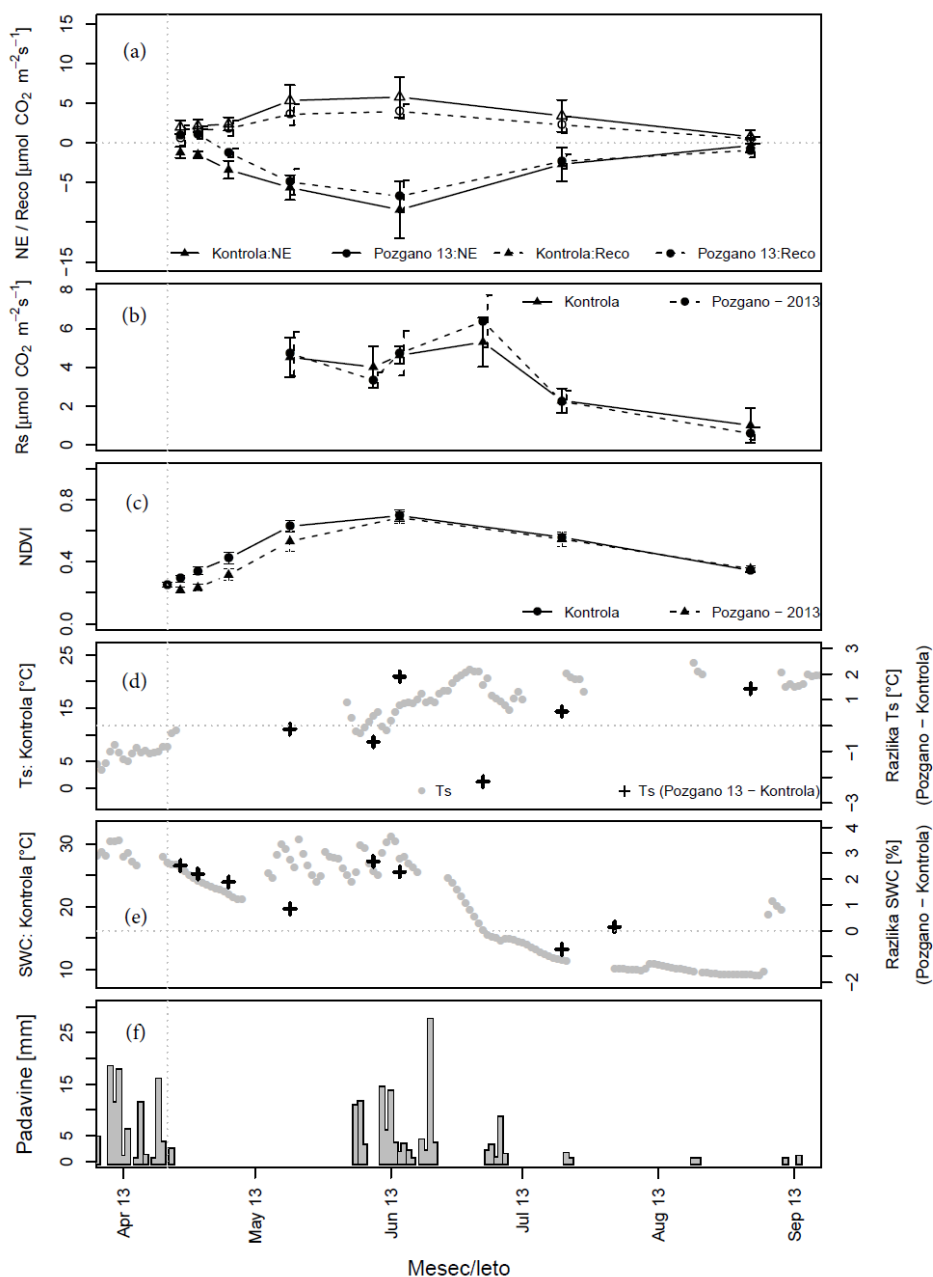 (a)
NE / Reco [µmol CO2 m−2s−1]
15
10
5
0
−5
−15
Kontrola:NE
Pozgano 13:NE
Kontrola:Reco
Pozgano 13:Reco
(b)
Rs [µmol CO2 m−2s−1]
8
6
4
2
0
Kontrola
Pozgano − 2013
(c)
NDVI
0.8
0.4
0.0
Kontrola
Pozgano − 2013
(d)
Ts: Kontrola [°C]
25
15
5
0
3
2
1
−1
−2
−3
Razlika Ts [°C]
(Pozgano − Kontrola)
Ts
Ts (Pozgano 13 − Kontrola)
(e)
SWC: Kontrola [°C]
30
20
10
4
3
2
1
0
−2
Razlika SWC [%]
(Pozgano − Kontrola)
(f)
Padavine [mm]
25
15
5
0
Apr 13
May 13
Jun 13
Jul 13
Aug 13
Sep 13
Mesec/leto